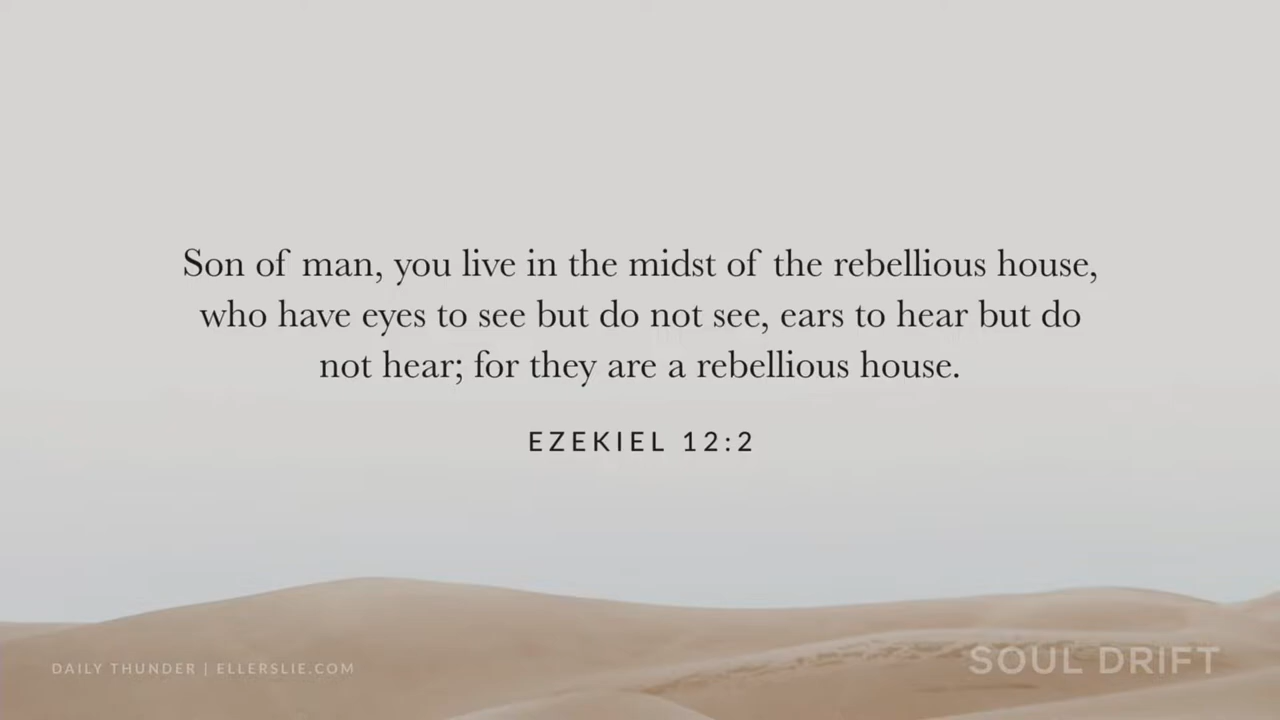 Son of man, you live in the midst of the rebellious house,
who have eyes to see but do not see, ears to hear but do
not hear; for they are a rebellious house.
EZEKIEL 12:2
DAILY THUNDER | ELLERSLIE.COM
SOUL DRIFT